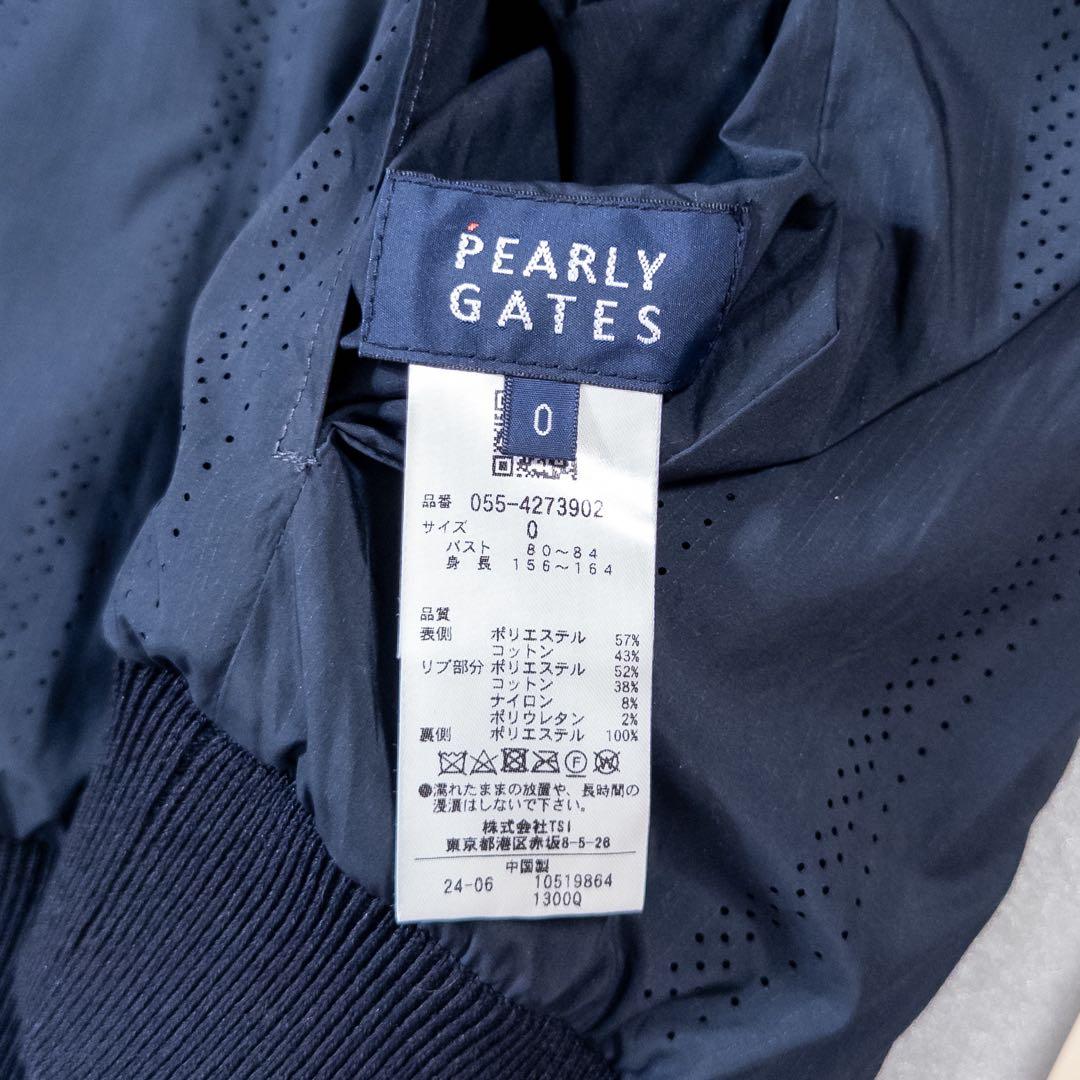 PEARLY
GATES
0
品番 055-4273902
サイズ 0
バスト 80～84
身長 156～164
品質
表側 ポリエステル 57%
コットン 43%
リブ部分 ポリエステル 52%
コットン 38%
ナイロン 8%
ポリウレタン 2%
裏側 ポリエステル 100%
F W
●濡れたままの放置や、長時間の
浸漬はしないで下さい。
株式会社TSI
東京都港区赤坂8-5-26
中国製
24-06 10519864
1300Q